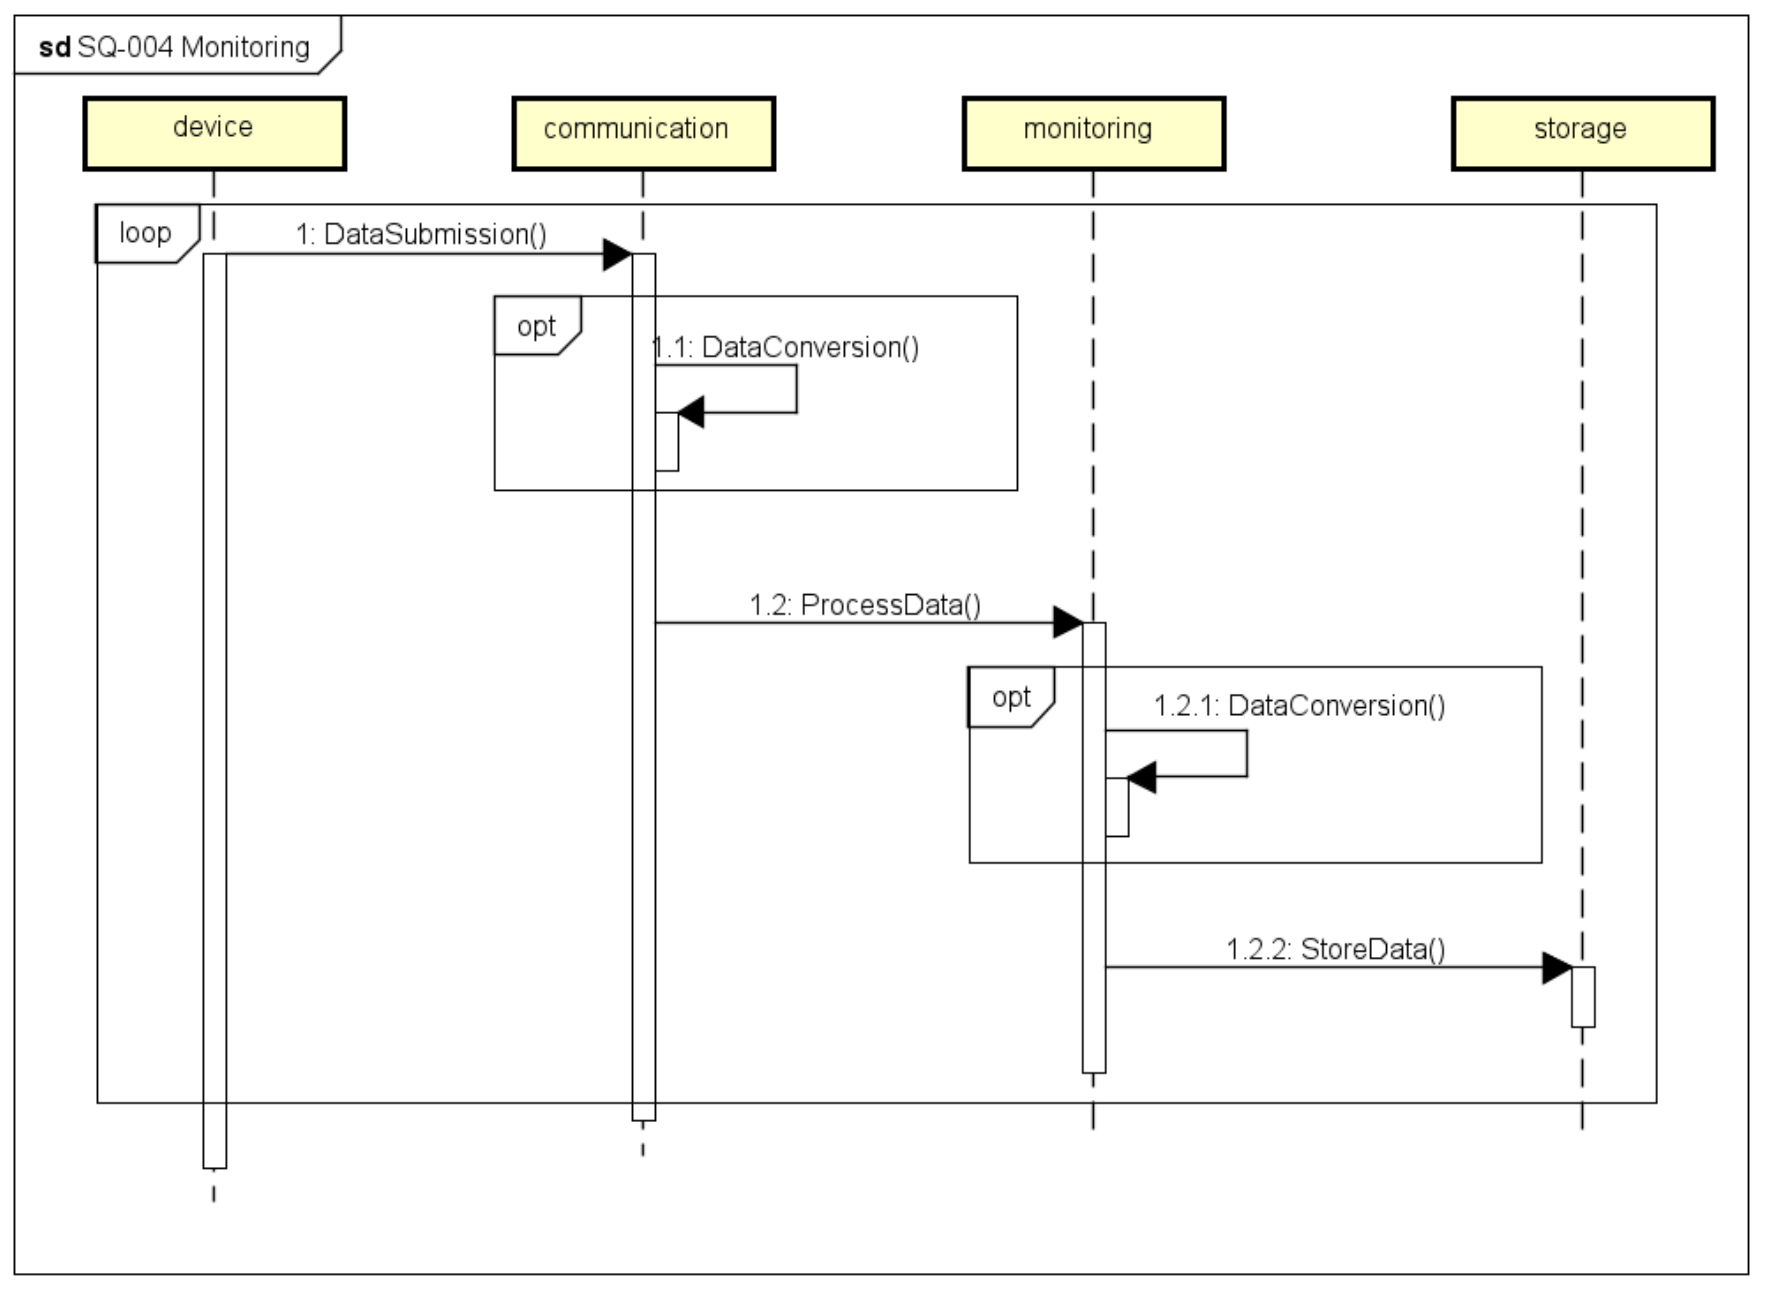 sd SQ-004 Monitoring
device
communication
monitoring
storage
loop
1: DataSubmission()
opt
1.1: DataConversion()
1.2: ProcessData()
opt
1.2.1: DataConversion()
1.2.2: StoreData()